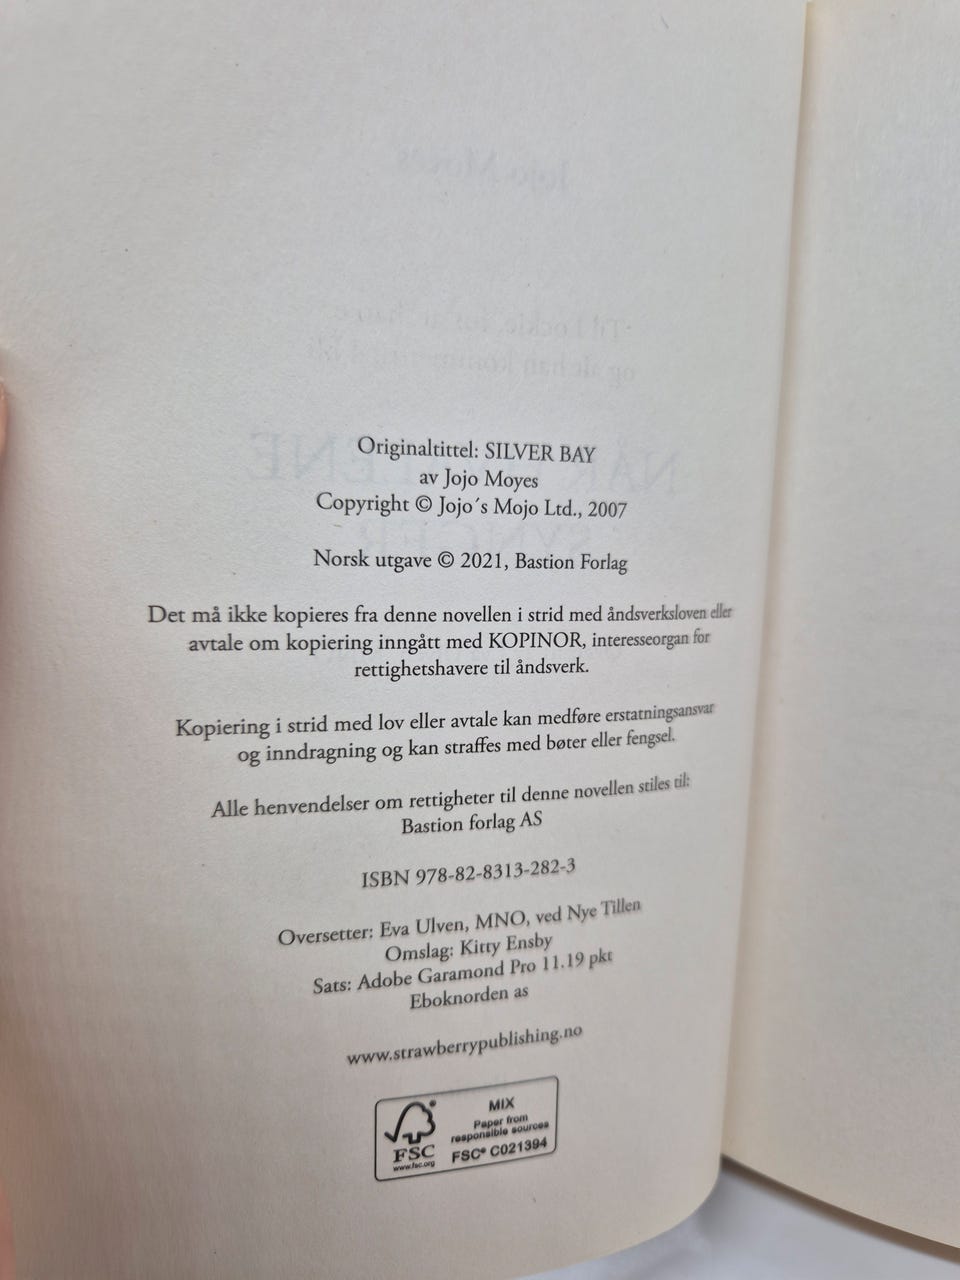 Originaltittel: SILVER BAY
av Jojo Moyes
Copyright © Jojo´s Mojo Ltd., 2007
Norsk utgave © 2021, Bastion Forlag
Det må ikke kopieres fra denne novellen i strid med åndsverksloven eller
avtale om kopiering inngått med KOPINOR, interesseorgan for
rettighetshavere til åndsverk.
Kopiering i strid med lov eller avtale kan medføre erstatningsansvar
og inndragning og kan straffes med bøter eller fengsel.
Alle henvendelser om rettigheter til denne novellen stiles til:
Bastion forlag AS
ISBN 978-82-8313-282-3
Oversetter: Eva Ulven, MNO, ved Nye Tillen
Omslag: Kitty Ensby
Sats: Adobe Garamond Pro 11.19 pkt
Eboknorden as
www.strawberrypublishing.no
FSC
www.fsc.org
MIX
Paper from
responsible sources
FSC® C021394